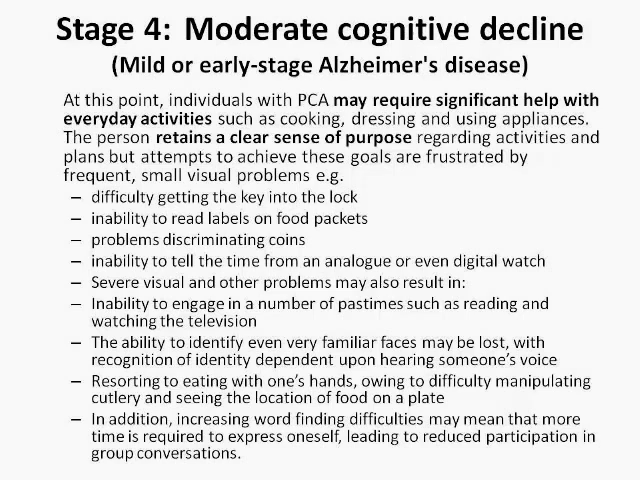 Stage 4: Moderate cognitive decline
(Mild or early-stage Alzheimer's disease)
At this point, individuals with PCA may require significant help with
everyday activities such as cooking, dressing and using appliances.
The person retains a clear sense of purpose regarding activities and
plans but attempts to achieve these goals are frustrated by
frequent, small visual problems e.g.
– difficulty getting the key into the lock
– inability to read labels on food packets
– problems discriminating coins
– inability to tell the time from an analogue or even digital watch
– Severe visual and other problems may also result in:
– Inability to engage in a number of pastimes such as reading and
watching the television
– The ability to identify even very familiar faces may be lost, with
recognition of identity dependent upon hearing someone's voice
– Resorting to eating with one's hands, owing to difficulty manipulating
cutlery and seeing the location of food on a plate
– In addition, increasing word finding difficulties may mean that more
time is required to express oneself, leading to reduced participation in
group conversations.